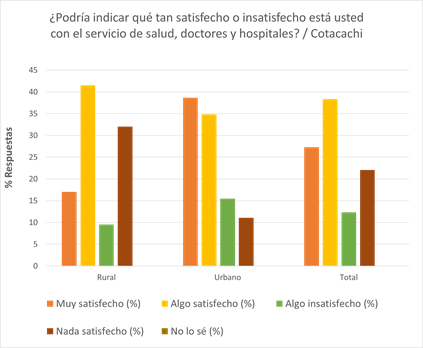 ¿Podría indicar qué tan satisfecho o insatisfecho está usted
con el servicio de salud, doctores y hospitales? / Cotacachi
% Respuestas
45
40
35
30
25
20
15
10
5
0
Rural Urbano Total
Muy satisfecho (%) Algo satisfecho (%) Algo insatisfecho (%)
Nada satisfecho (%) No lo sé (%)